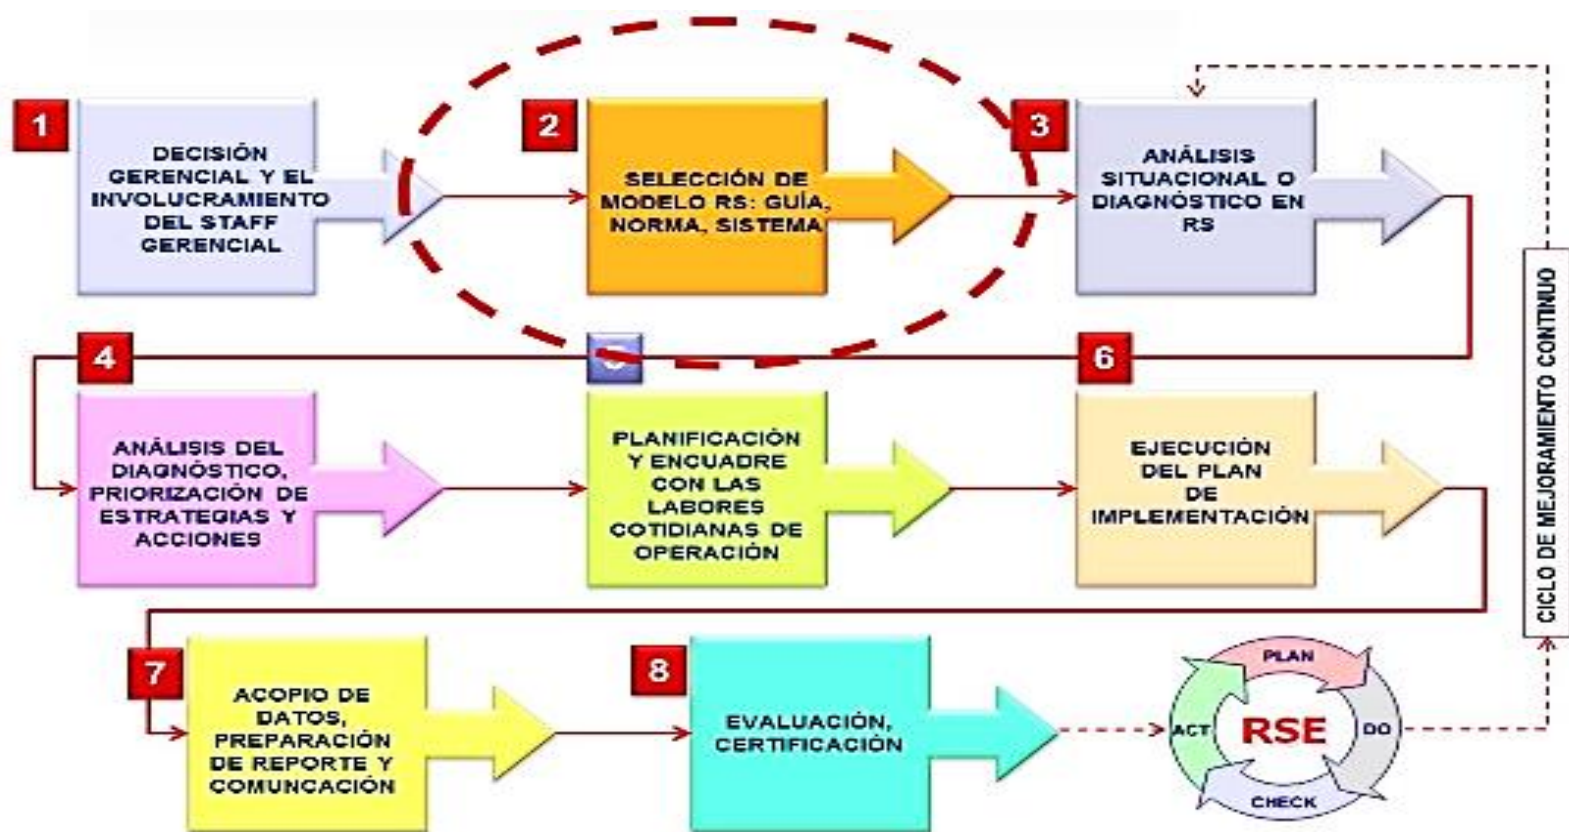 1
DECISIÓN
GERENCIAL Y EL
INVOLUCRAMIENTO
DEL STAFF
GERENCIAL
2
SELECCIÓN DE
MODELO RS: GUÍA,
NORMA, SISTEMA
3
ANÁLISIS
SITUACIONAL O
DIAGNÓSTICO EN
RS
4
ANÁLISIS DEL
DIAGNÓSTICO,
PRIORIZACIÓN DE
ESTRATEGIAS Y
ACCIONES
5
PLANIFICACIÓN
Y ENCUADRE
CON LAS
LABORES
COTIDIANAS DE
OPERACIÓN
6
EJECUCIÓN
DEL PLAN
DE
IMPLEMENTACIÓN
7
ACOPIO DE
DATOS,
PREPARACIÓN
DE REPORTE Y
COMUNCACIÓN
8
EVALUACIÓN,
CERTIFICACIÓN
PLAN
DO
CHECK
ACT
RSE
CICLO DE MEJORAMIENTO CONTINUO